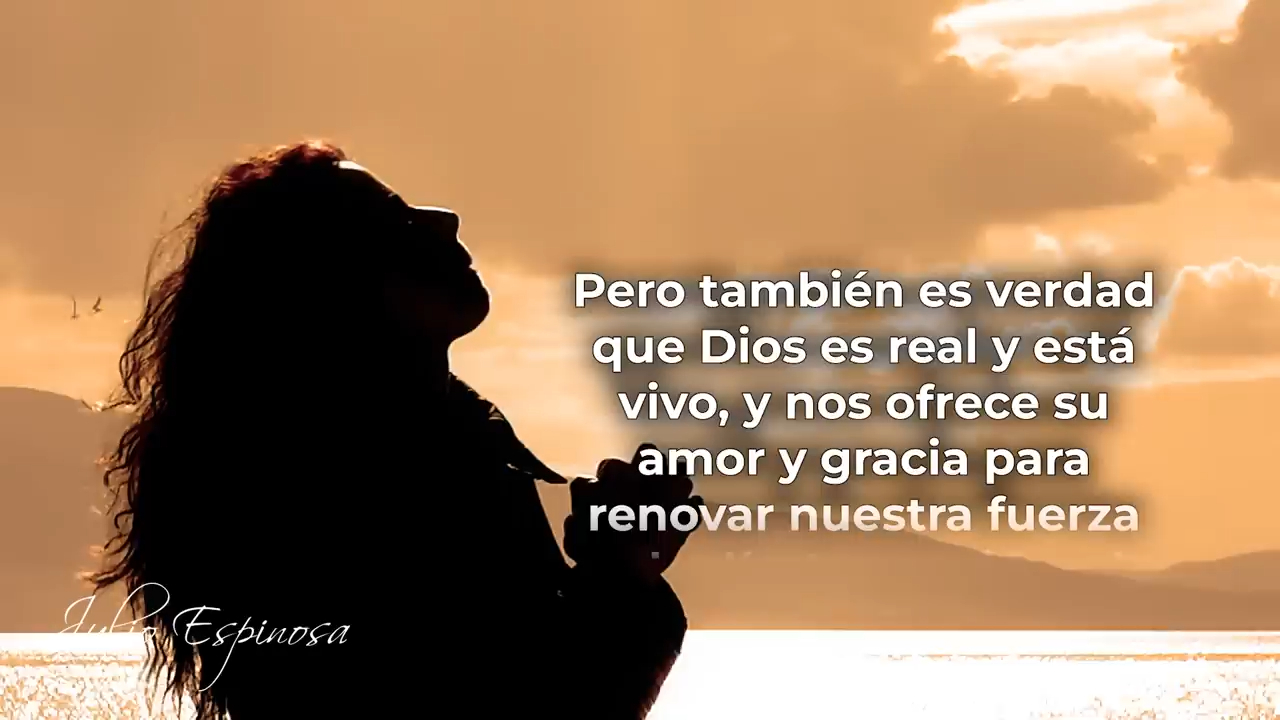 Pero también es verdad
que Dios es real y está
vivo, y nos ofrece su
amor y gracia para
renovar nuestra fuerza
Julio Espinosa